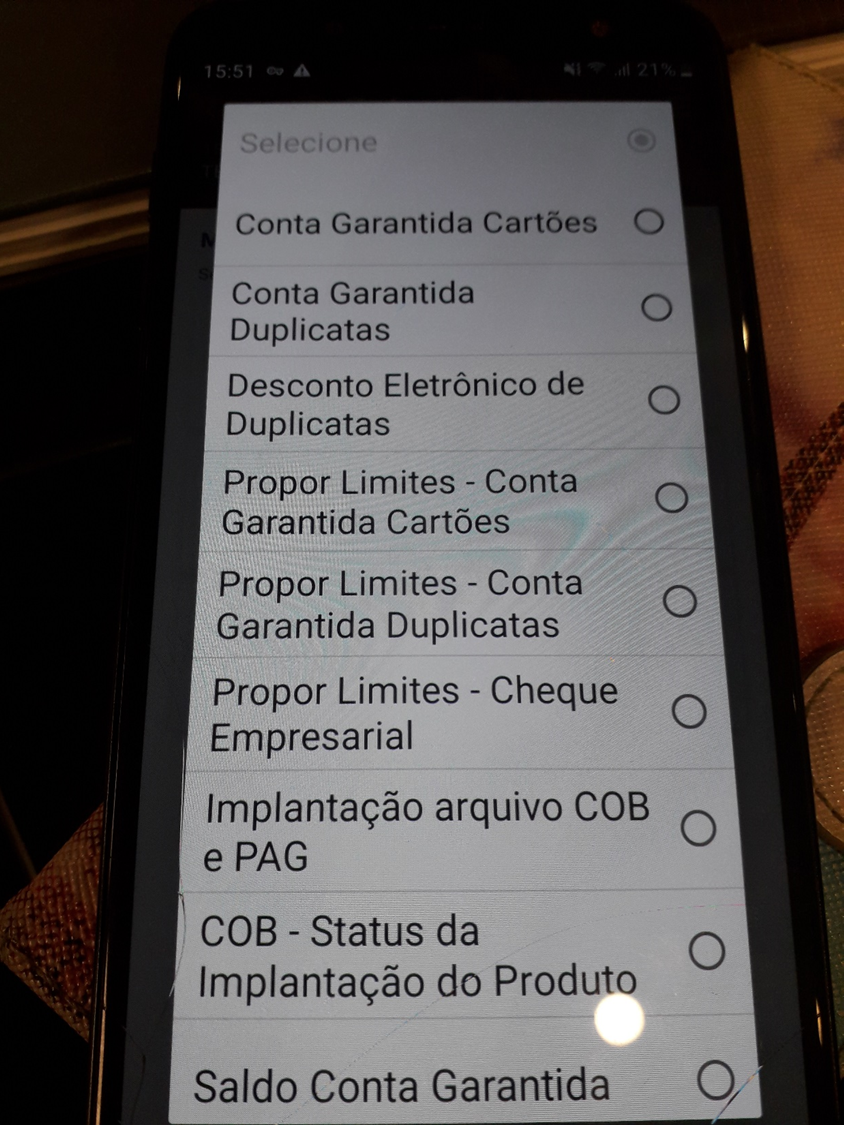 15:51
21%
Selecione
Conta Garantida Cartões
Conta Garantida
Duplicatas
Desconto Eletrônico de
Duplicatas
Propor Limites - Conta
Garantida Cartões
Propor Limites - Conta
Garantida Duplicatas
Propor Limites - Cheque
Empresarial
Implantação arquivo COB
e PAG
COB - Status da
Implantação do Produto
Saldo Conta Garantida